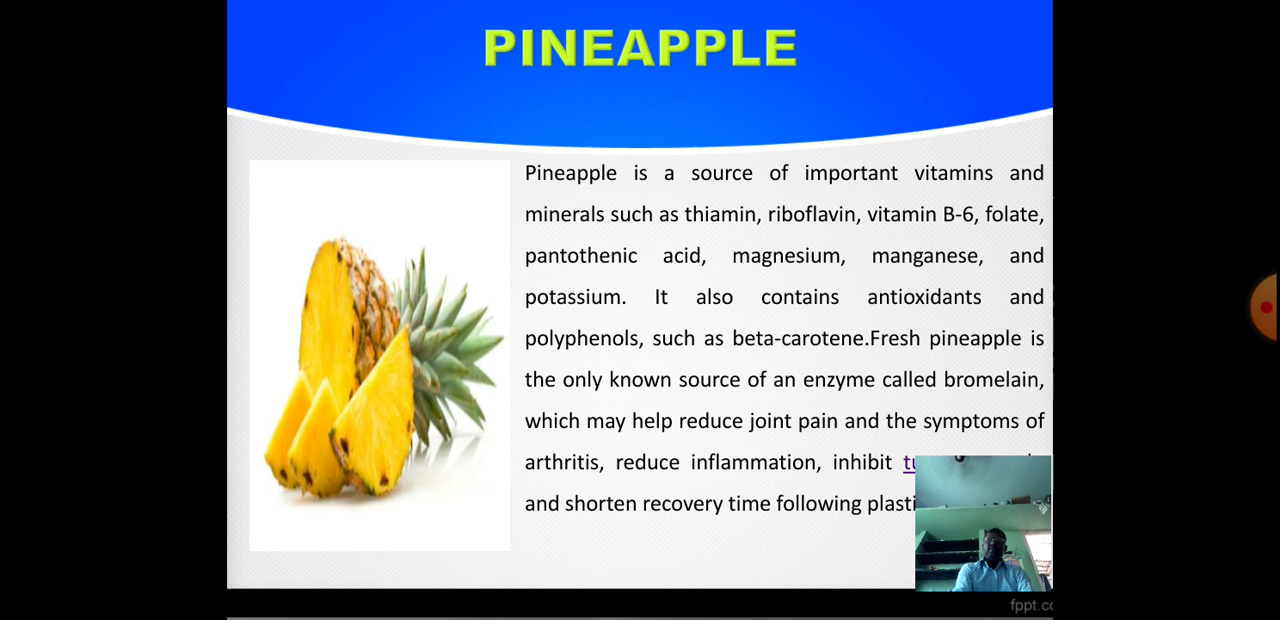 PINEAPPLE
Pineapple is a source of important vitamins and
minerals such as thiamin, riboflavin, vitamin B-6, folate,
pantothenic acid, magnesium, manganese, and
potassium. It also contains antioxidants and
polyphenols, such as beta-carotene.Fresh pineapple is
the only known source of an enzyme called bromelain,
which may help reduce joint pain and the symptoms of
arthritis, reduce inflammation, inhibit
and shorten recovery time following